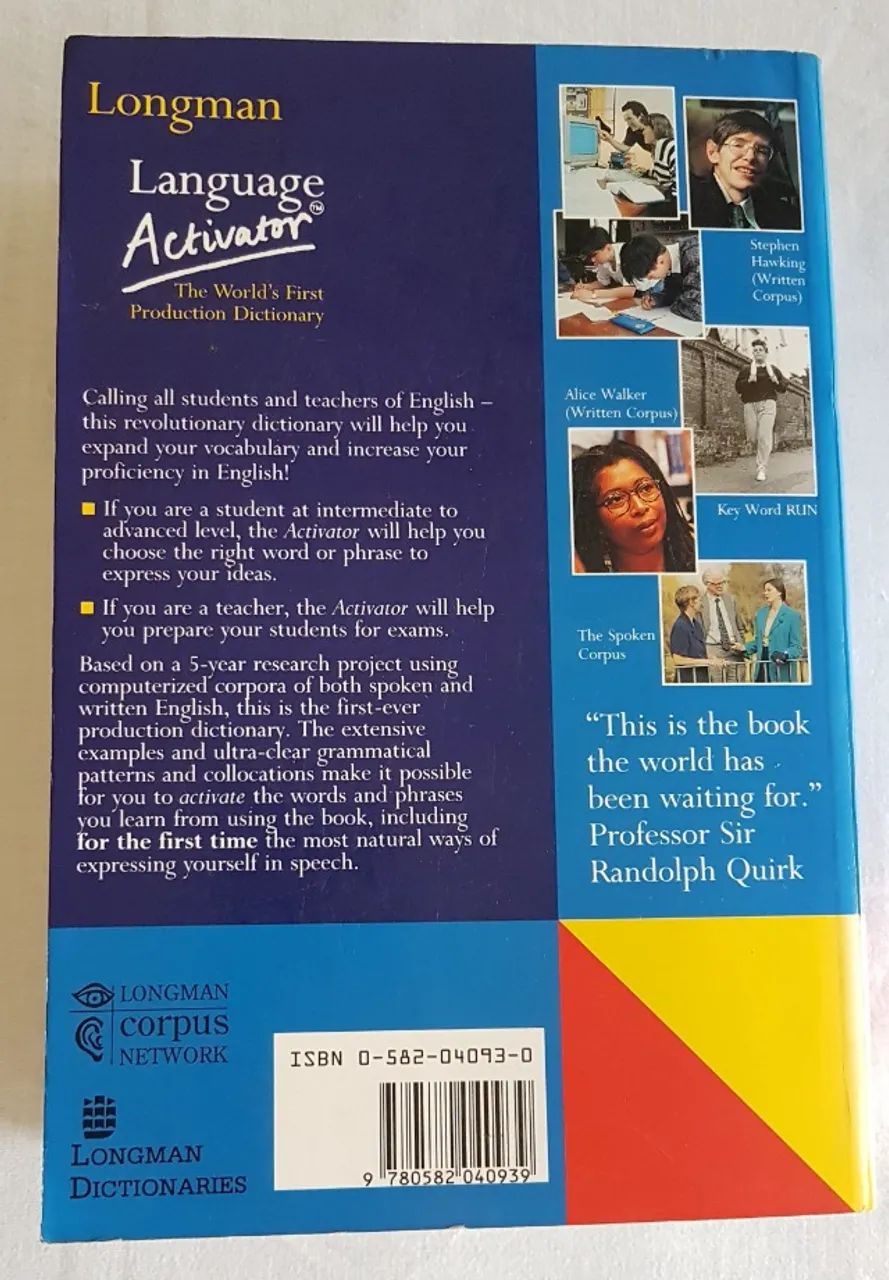 Longman
Language
Activator™
The World's First
Production Dictionary
Calling all students and teachers of English –
this revolutionary dictionary will help you
expand your vocabulary and increase your
proficiency in English!
■ If you are a student at intermediate to
advanced level, the Activator will help you
choose the right word or phrase to
express your ideas.
■ If you are a teacher, the Activator will help
you prepare your students for exams.
Based on a 5-year research project using
computerized corpora of both spoken and
written English, this is the first-ever
production dictionary. The extensive
examples and ultra-clear grammatical
patterns and collocations make it possible
for you to activate the words and phrases
you learn from using the book, including
for the first time the most natural ways of
expressing yourself in speech.
Stephen
Hawking
(Written
Corpus)
Alice Walker
(Written Corpus)
Key Word RUN
The Spoken
Corpus
“This is the book
the world has
been waiting for.”
Professor Sir
Randolph Quirk
LONGMAN
corpus
NETWORK
LONGMAN
DICTIONARIES
ISBN 0-582-04093-0
9 780582 040939